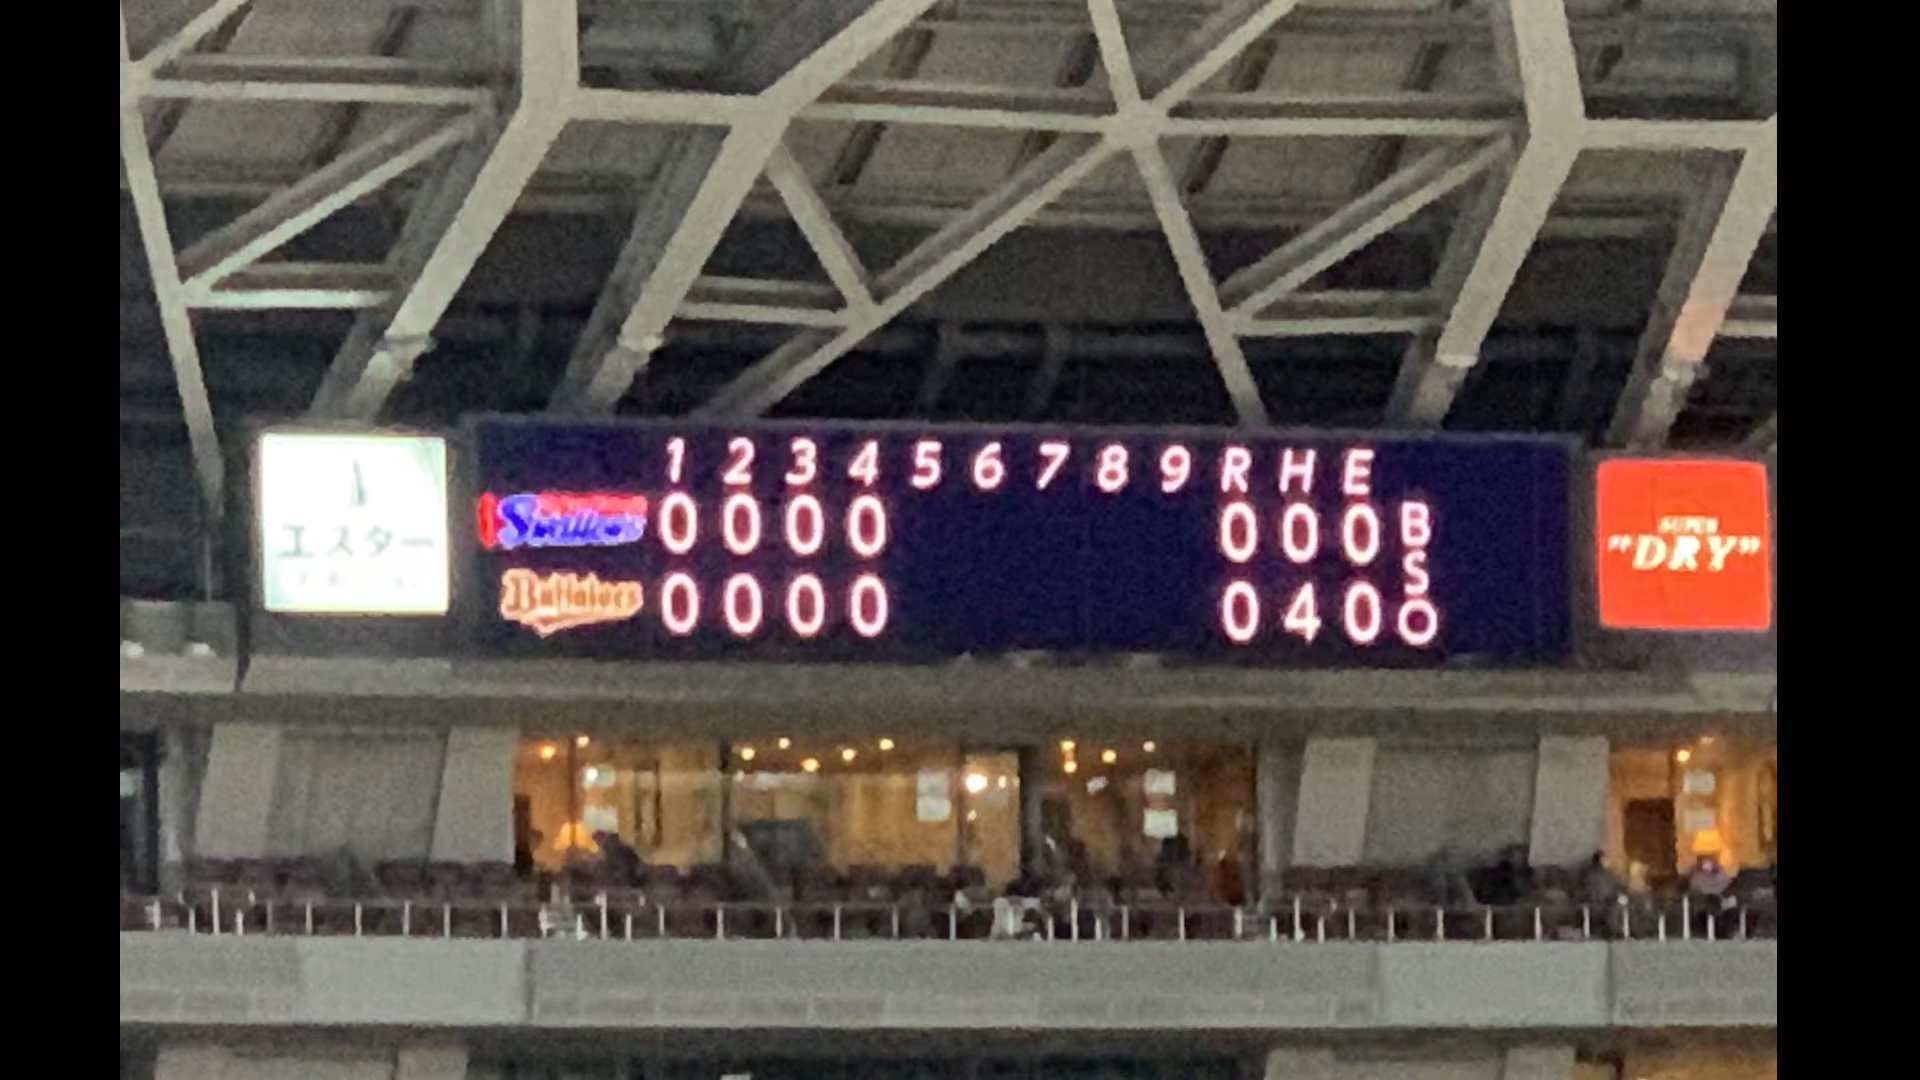 1 2 3 4 5 6 7 8 9 R H E
Swallows 0 0 0 0 0 0 0 B
S
Buffaloes 0 0 0 0 0 4 0 O
エスター
SUPER
"DRY"